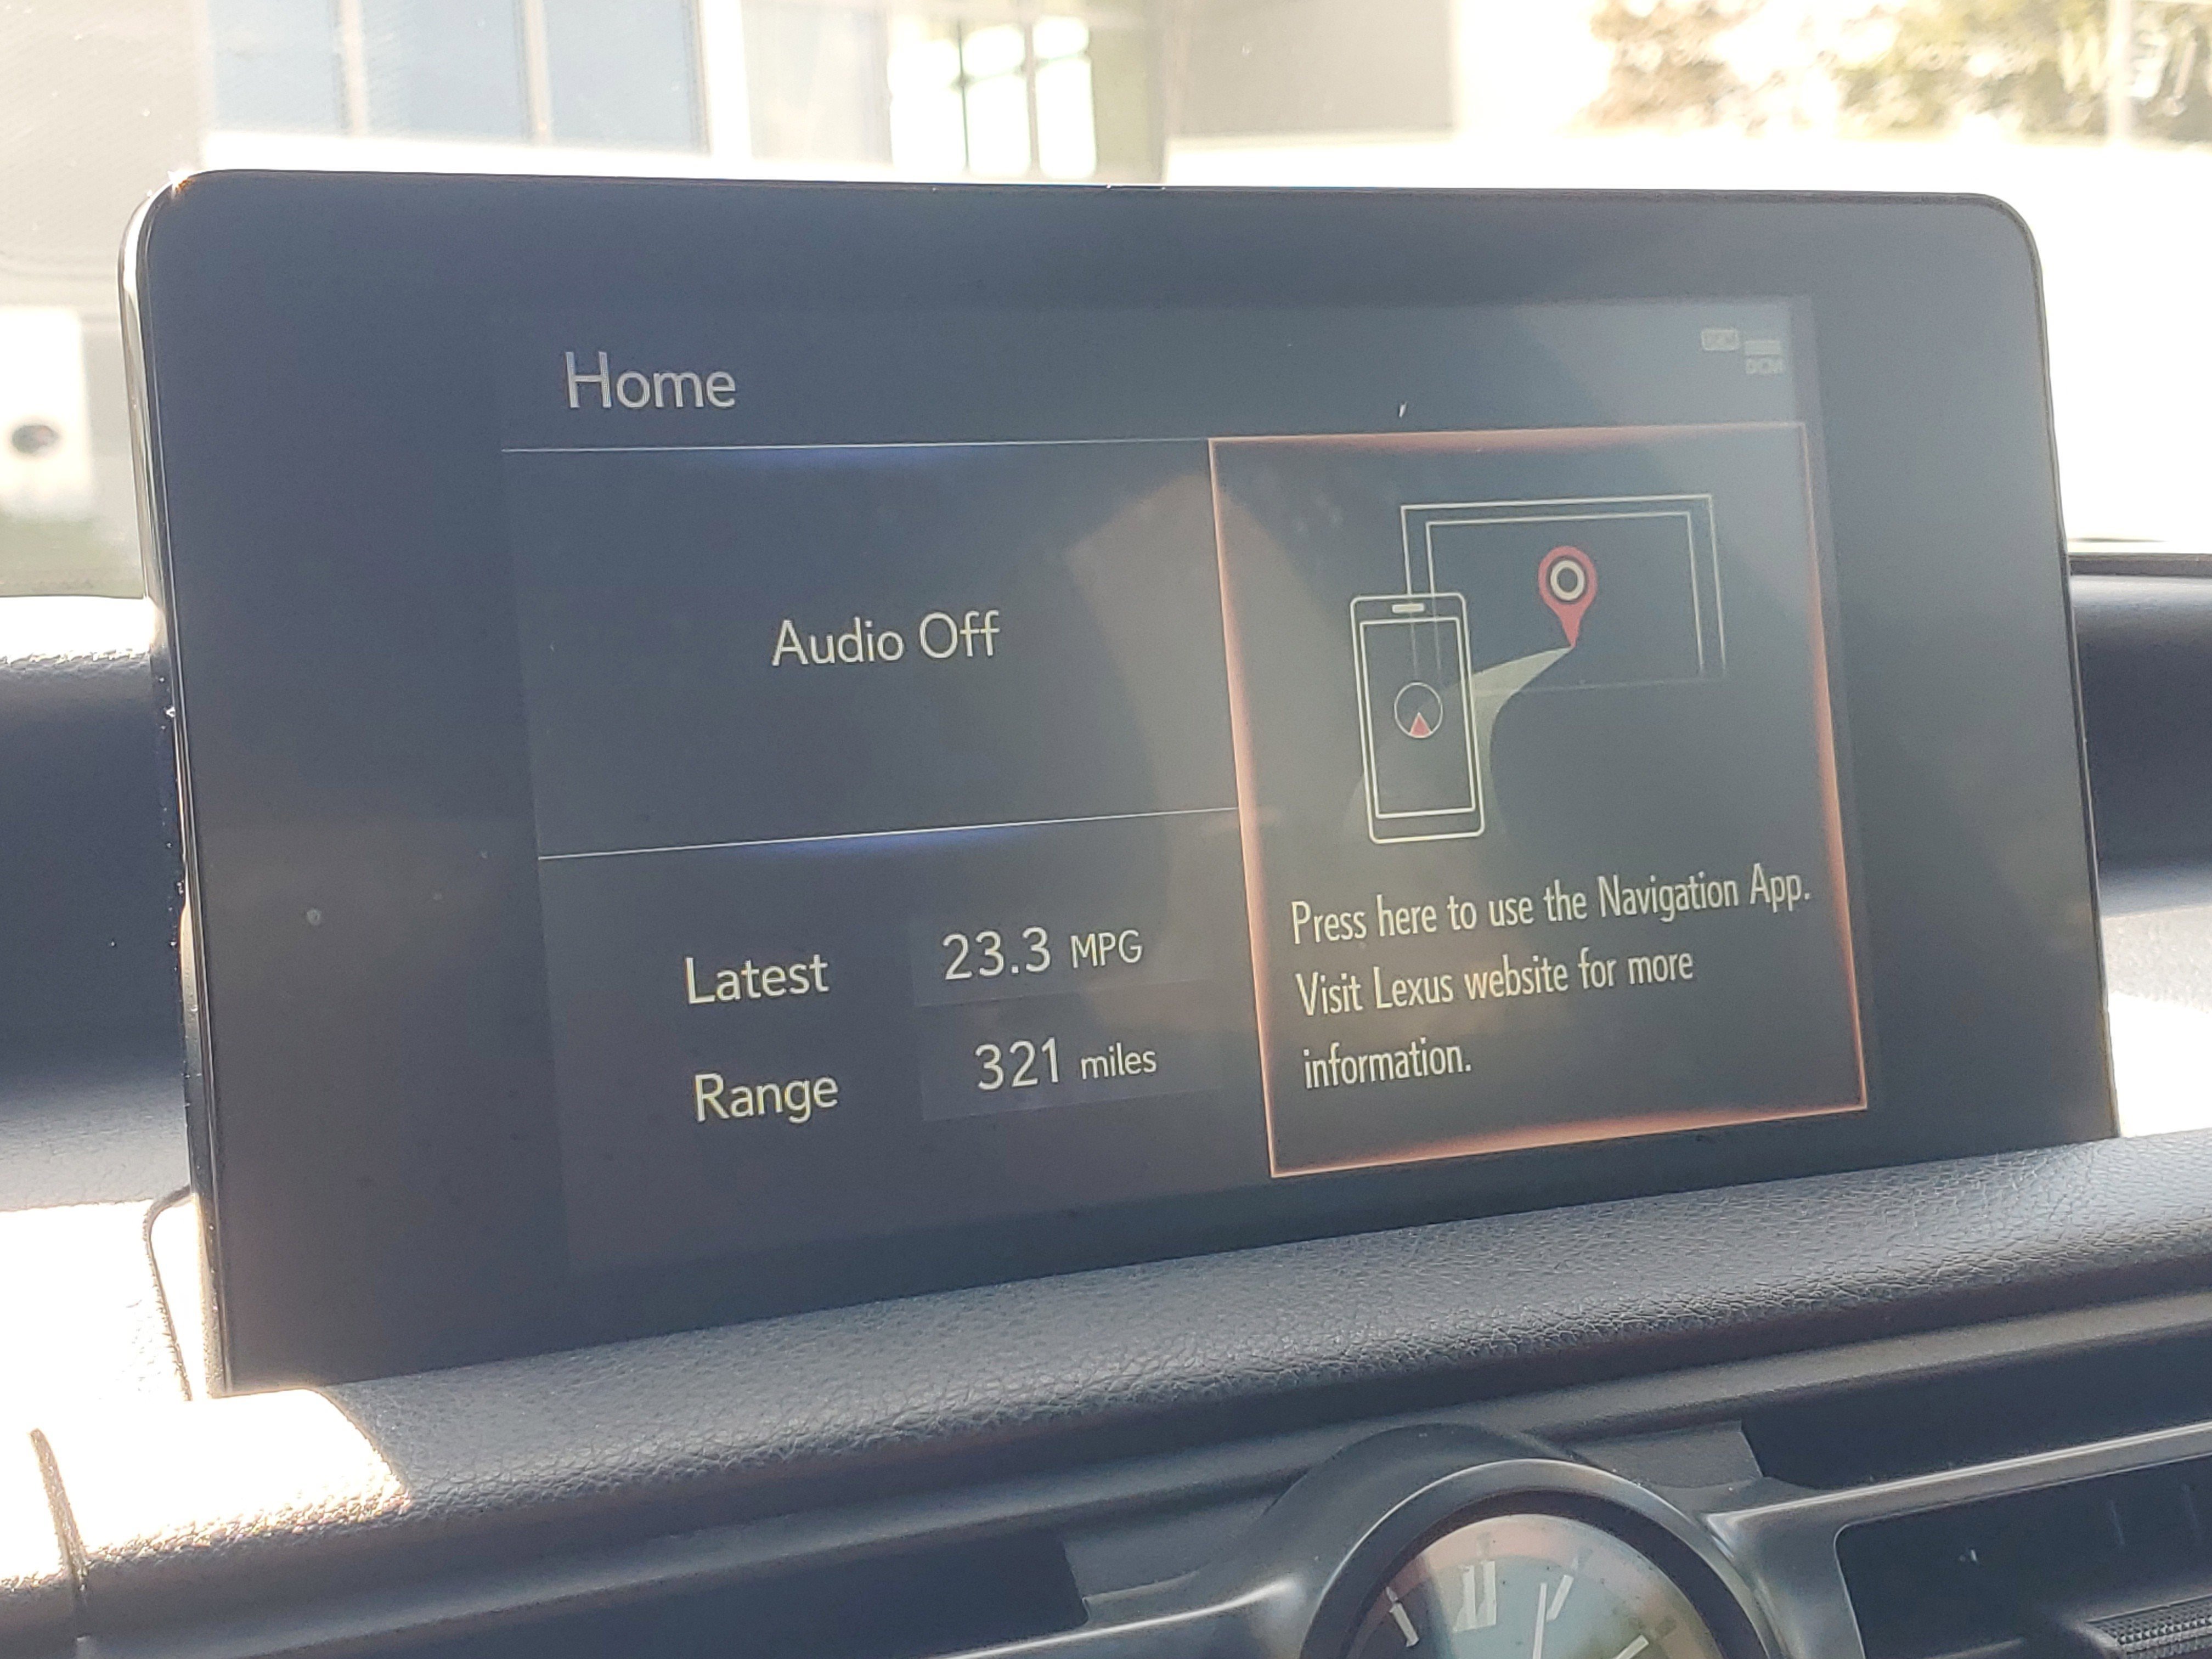 Home
DCM
Audio Off
Latest 23.3 MPG
Range 321 miles
Press here to use the Navigation App.
Visit Lexus website for more
information.